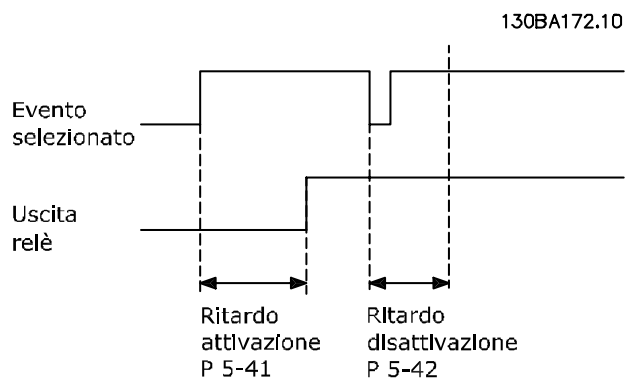 130BA172.10
Evento
selezionato
Uscita
relè
Ritardo
attivazione
P 5-41
Ritardo
disattivazione
P 5-42